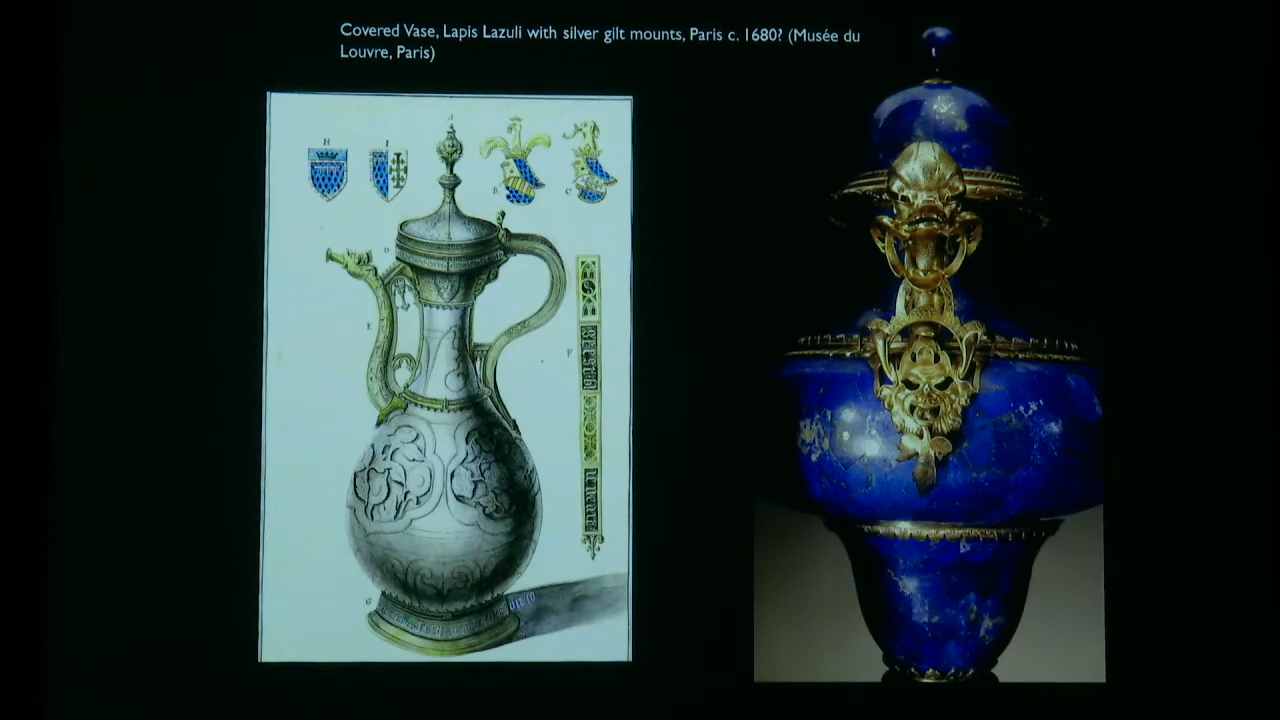 Covered Vase, Lapis Lazuli with silver gilt mounts, Paris c. 1680? (Musée du
Louvre, Paris)
A
H
I
B
C
D
E
F
G